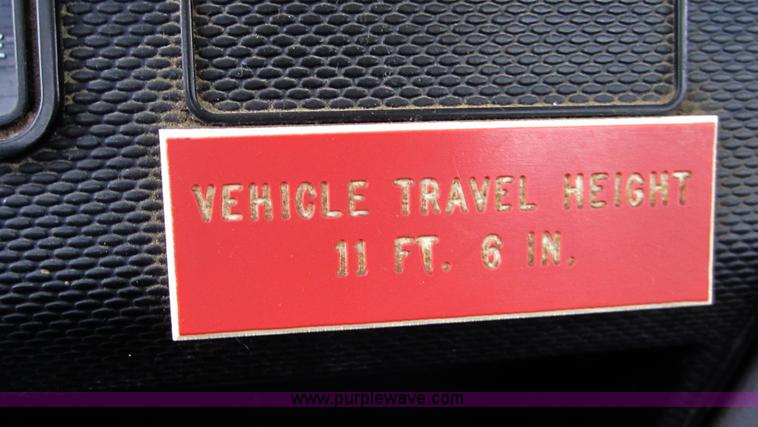 VEHICLE TRAVEL HEIGHT
11 FT. 6 IN.
www.purplewave.com